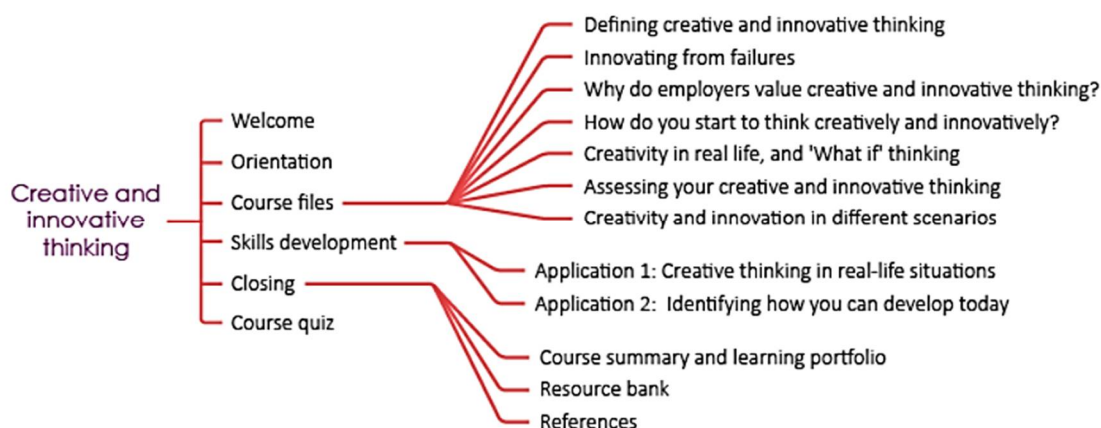 Creative and
innovative
thinking
Welcome
Orientation
Course files
Defining creative and innovative thinking
Innovating from failures
Why do employers value creative and innovative thinking?
How do you start to think creatively and innovatively?
Creativity in real life, and 'What if' thinking
Assessing your creative and innovative thinking
Creativity and innovation in different scenarios
Skills development
Application 1: Creative thinking in real-life situations
Application 2:  Identifying how you can develop today
Closing
Course summary and learning portfolio
Resource bank
References
Course quiz